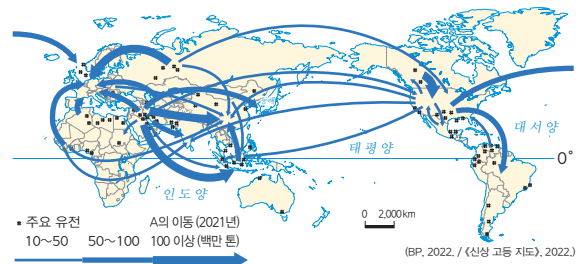 대서양
태평양
0°
인도양
주요 유전
A의 이동(2021년)
10～50
50～100
100 이상(백만 톤)
0 2,000km
(BP, 2022. /《신상 고등 지도》, 2022.)